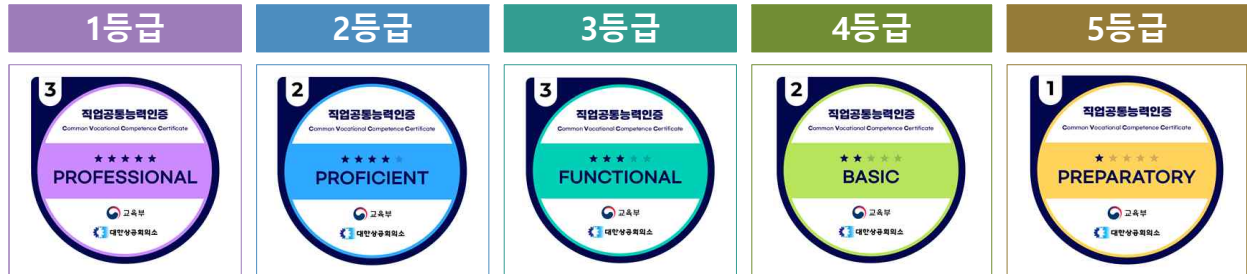 1등급
2등급
3등급
4등급
5등급
3
직업공통능력인증
Common Vocational Competence Certificate
★★★★★
PROFESSIONAL
교육부
대한상공회의소
2
직업공통능력인증
Common Vocational Competence Certificate
★★★★★
PROFICIENT
교육부
대한상공회의소
3
직업공통능력인증
Common Vocational Competence Certificate
★★★★★
FUNCTIONAL
교육부
대한상공회의소
2
직업공통능력인증
Common Vocational Competence Certificate
★★★★★
BASIC
교육부
대한상공회의소
1
직업공통능력인증
Common Vocational Competence Certificate
★★★★★
PREPARATORY
교육부
대한상공회의소